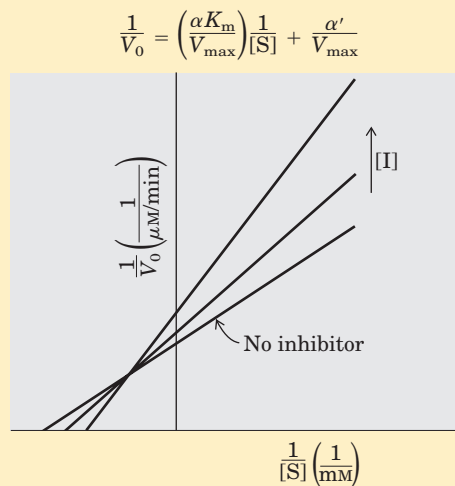 1/V₀ = (αKₘ/Vₘₐₓ) 1/[S] + α′/Vₘₐₓ
1/V₀ (1/μM/min)
[I]
No inhibitor
1/[S] (1/mM)